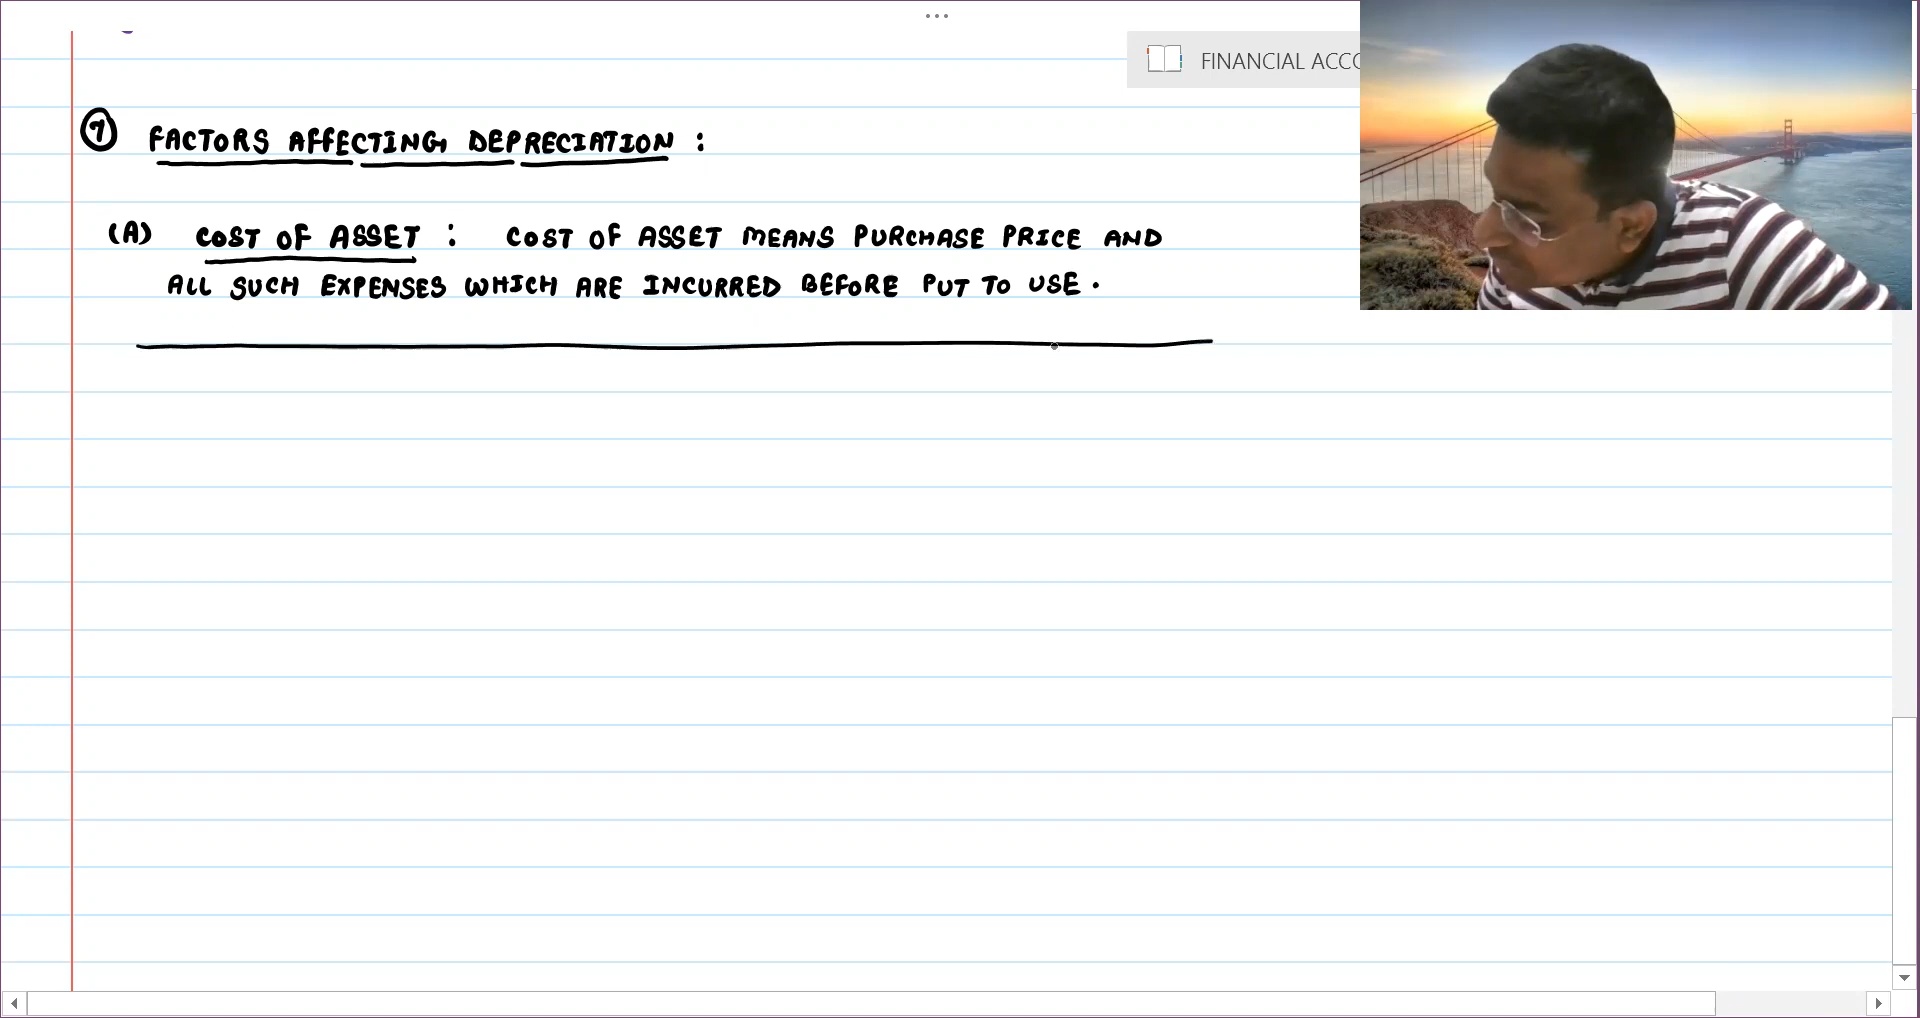 FINANCIAL ACCO
7 FACTORS AFFECTING DEPRECIATION :
(A) COST OF ASSET : COST OF ASSET MEANS PURCHASE PRICE AND
ALL SUCH EXPENSES WHICH ARE INCURRED BEFORE PUT TO USE .